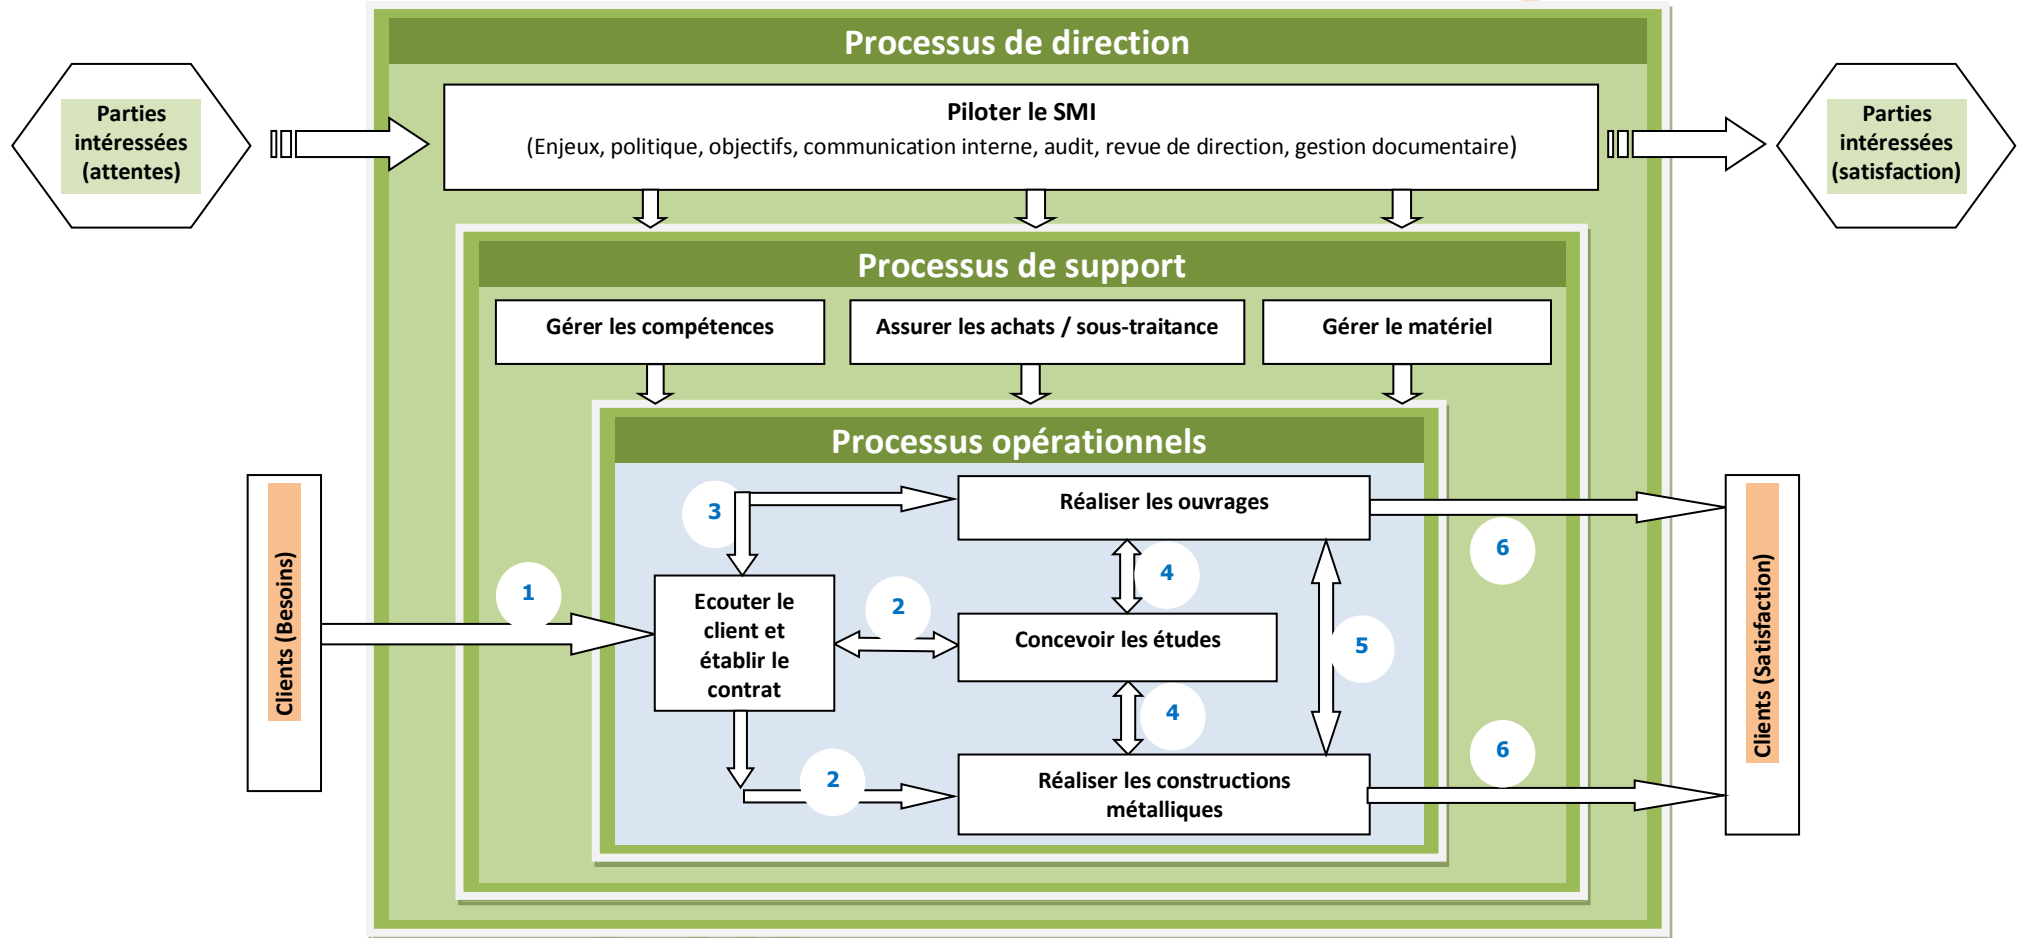 Processus de direction
Parties
intéressées
(attentes)
Piloter le SMI
(Enjeux, politique, objectifs, communication interne, audit, revue de direction, gestion documentaire)
Parties
intéressées
(satisfaction)
Processus de support
Gérer les compétences
Assurer les achats / sous-traitance
Gérer le matériel
Processus opérationnels
Clients (Besoins)
1
3
Réaliser les ouvrages
6
Ecouter le
client et
établir le
contrat
2
4
Concevoir les études
5
4
2
Réaliser les constructions
métalliques
6
Clients (Satisfaction)